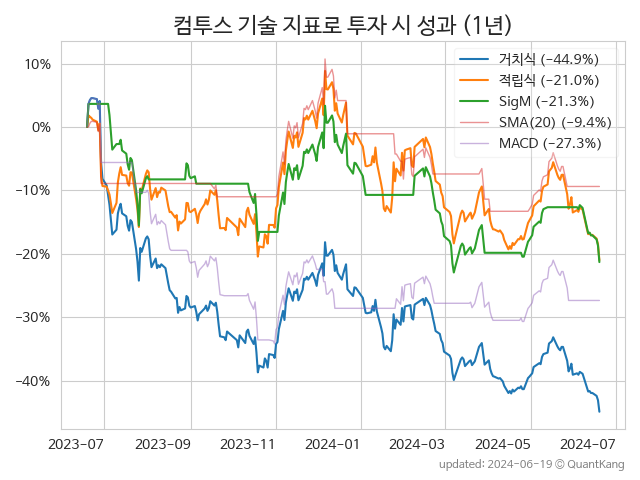 컴투스 기술 지표로 투자 시 성과 (1년)
거치식 (−44.9%)
적립식 (−21.0%)
SigM (−21.3%)
SMA(20) (−9.4%)
MACD (−27.3%)
10%
0%
−10%
−20%
−30%
−40%
2023−07 2023−09 2023−11 2024−01 2024−03 2024−05 2024−07
updated: 2024−06−19 © QuantKang